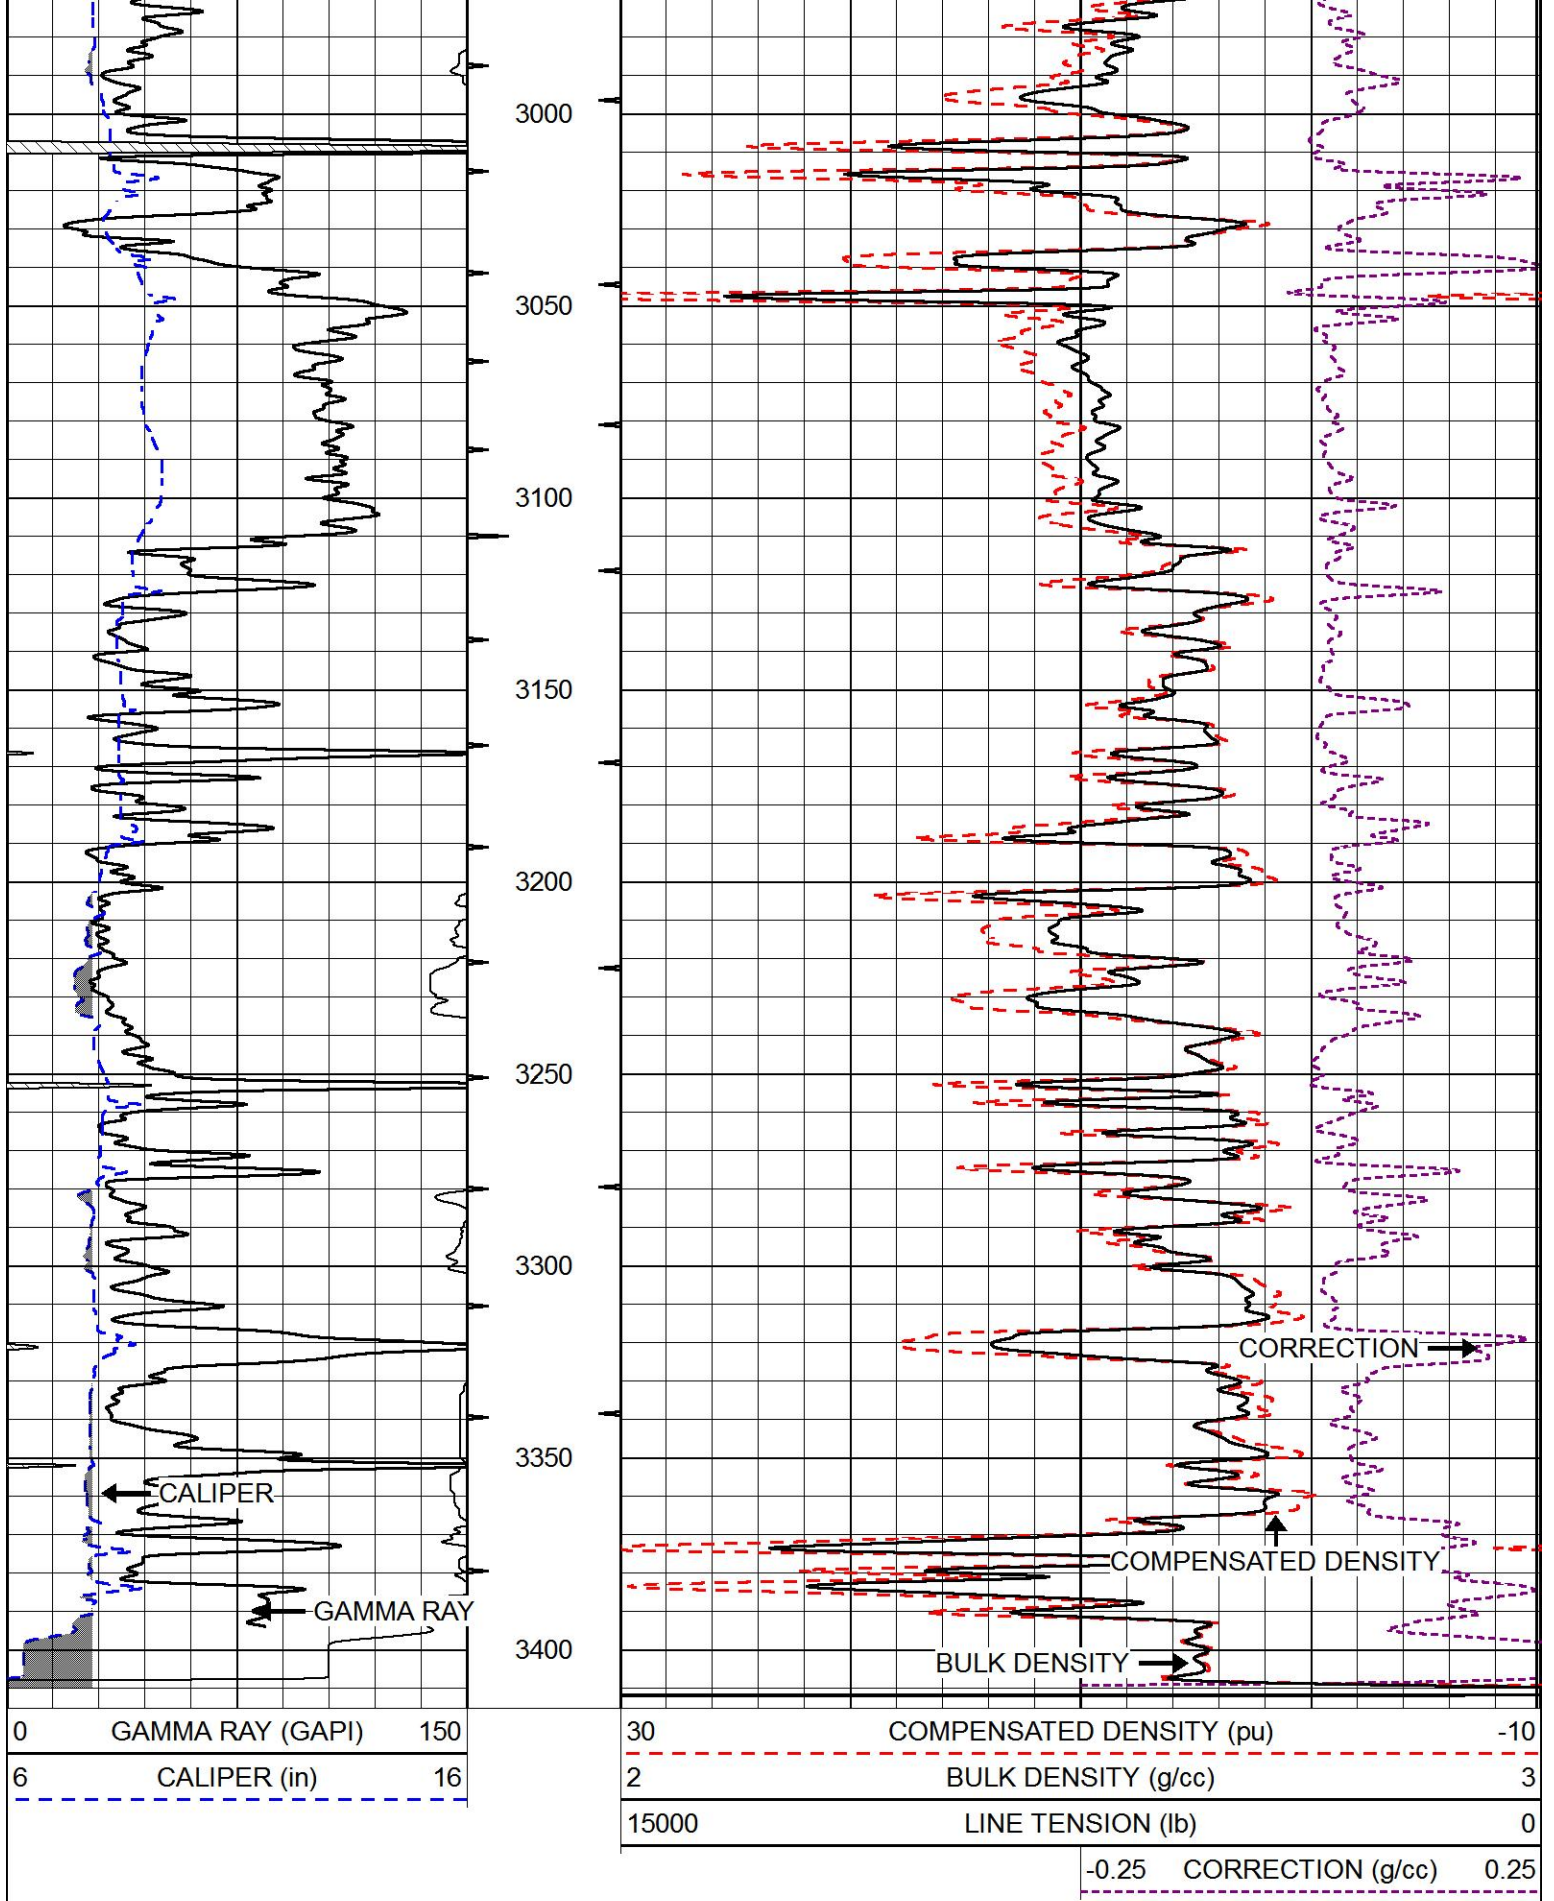 3000
3050
3100
3150
3200
3250
3300
CORRECTION
3350
CALIPER
COMPENSATED DENSITY
GAMMA RAY
3400
BULK DENSITY
0 GAMMA RAY (GAPI) 150
6 CALIPER (in) 16
30 COMPENSATED DENSITY (pu) -10
2 BULK DENSITY (g/cc) 3
15000 LINE TENSION (lb) 0
-0.25 CORRECTION (g/cc) 0.25